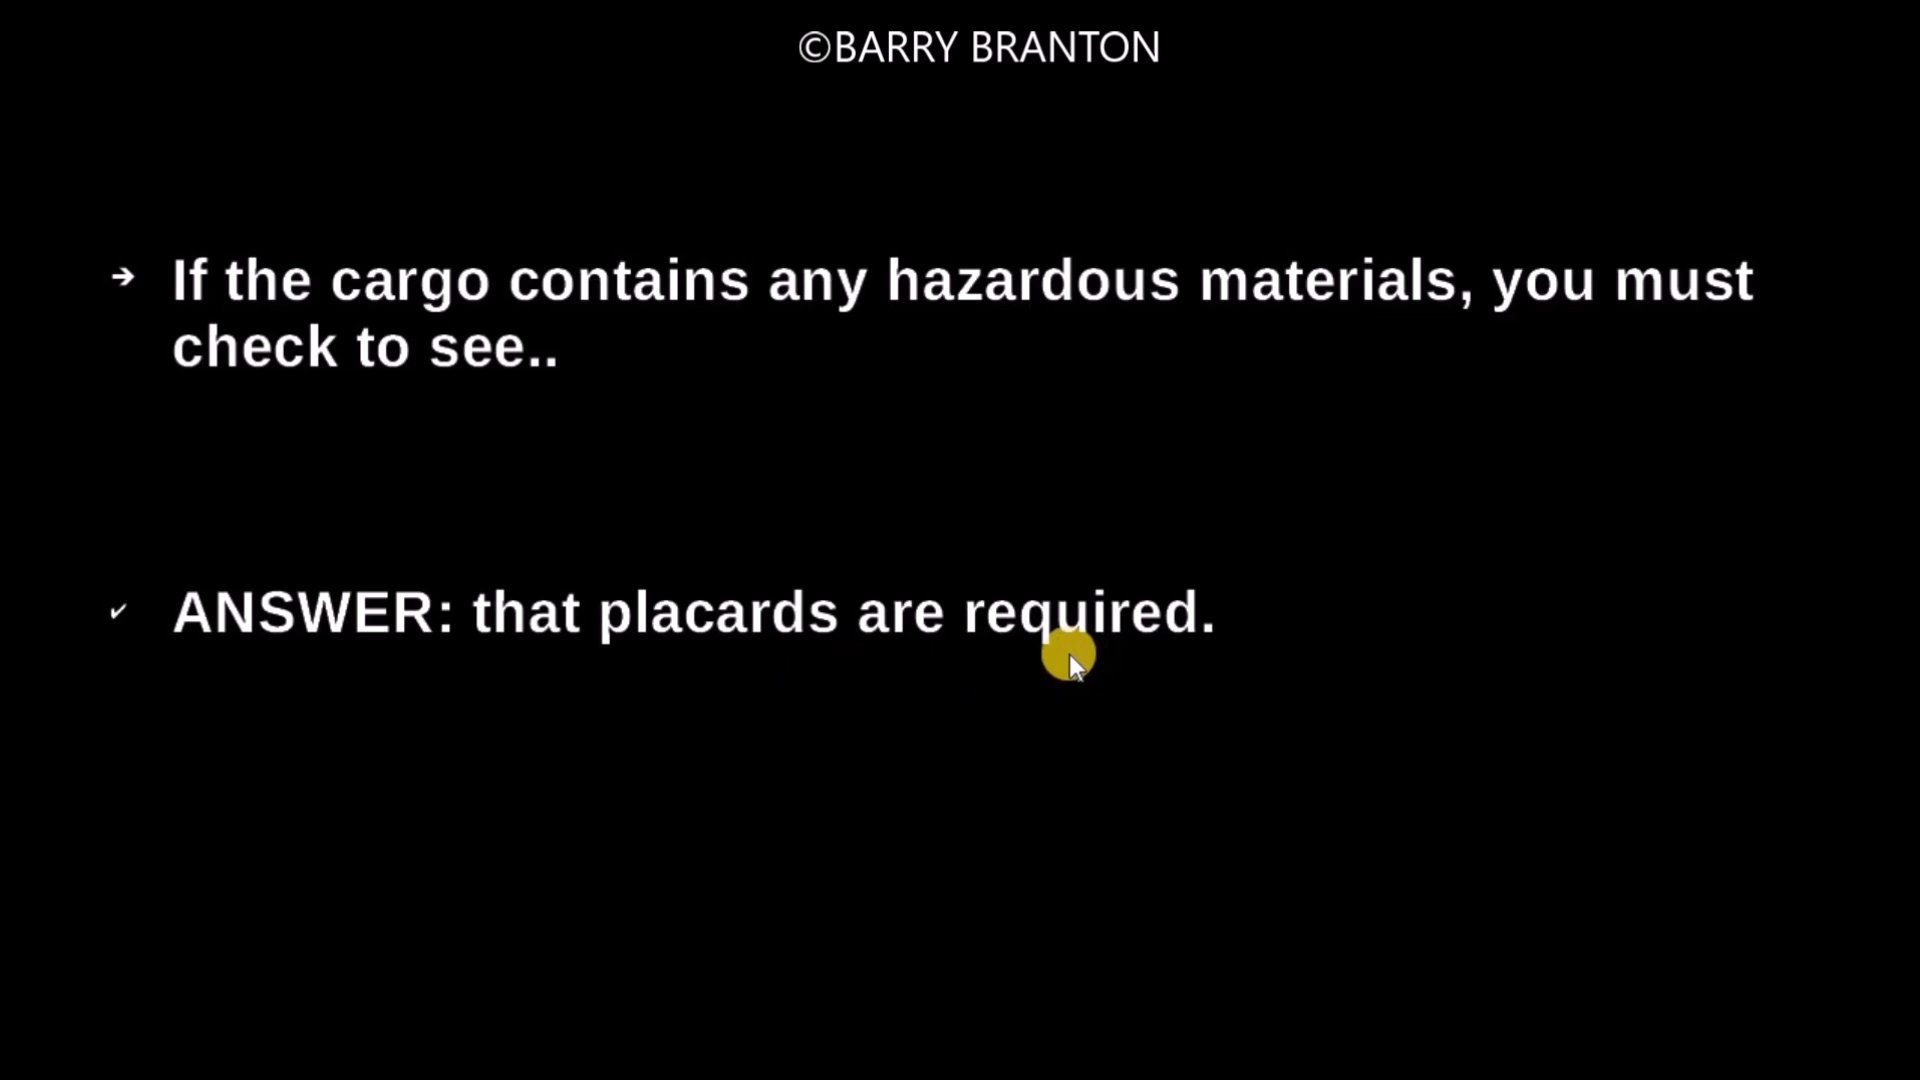 ©BARRY BRANTON
➔ If the cargo contains any hazardous materials, you must
check to see..
✓ ANSWER: that placards are required.